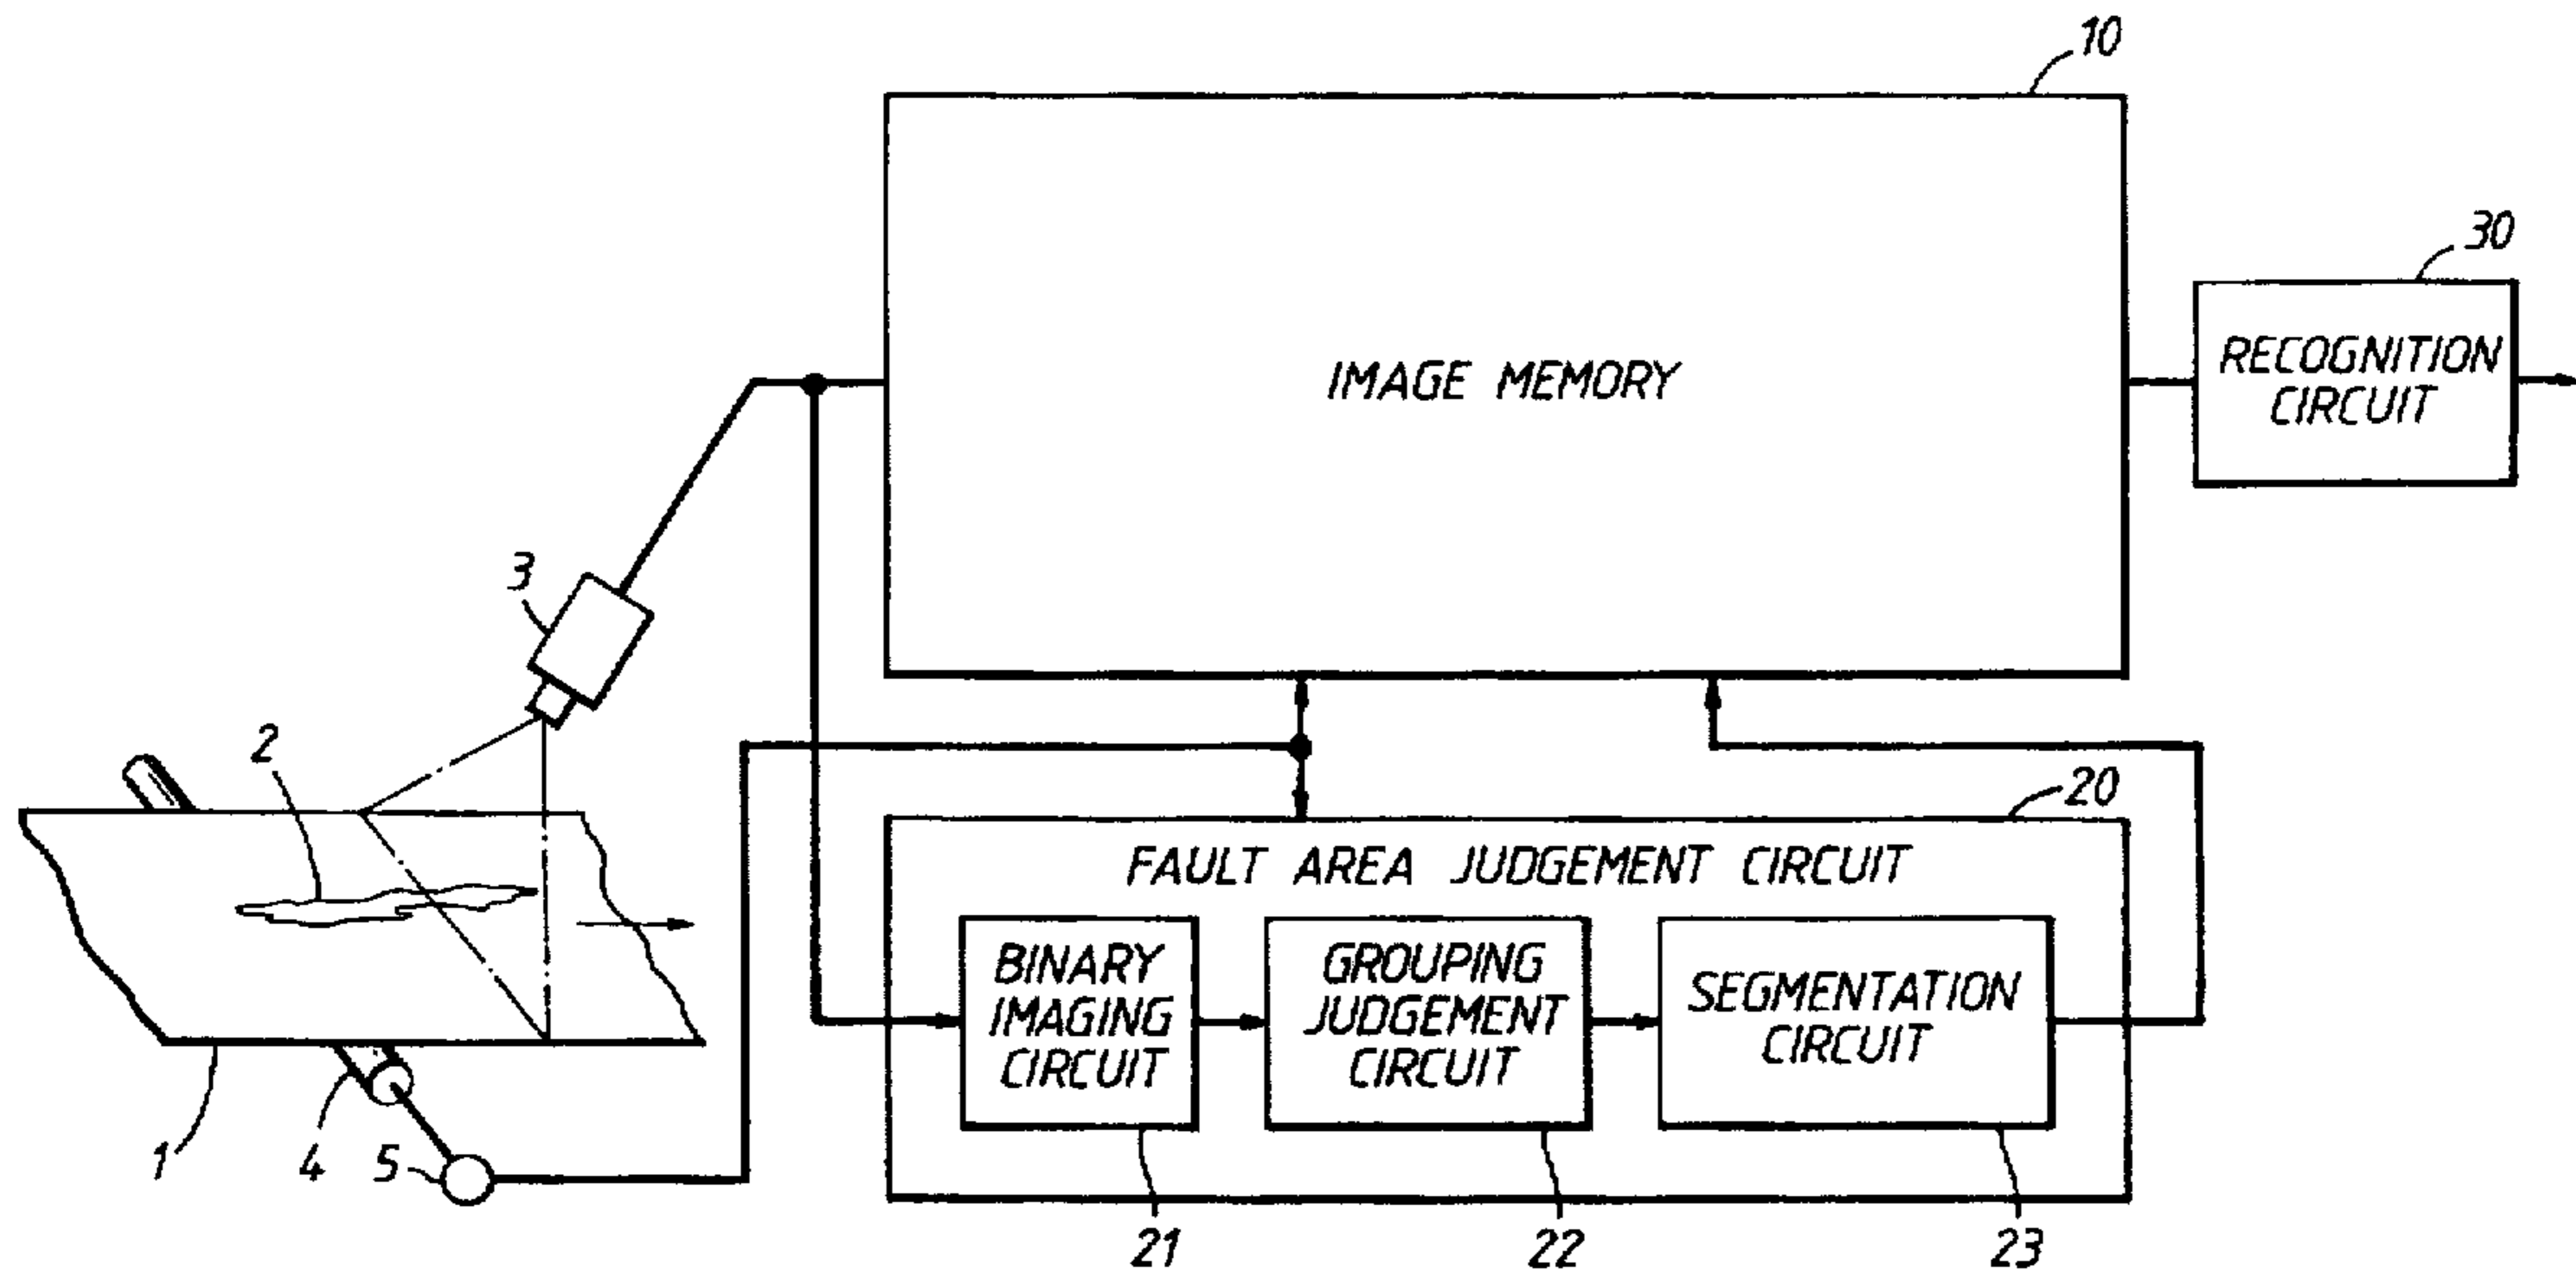 10
IMAGE MEMORY
30
RECOGNITION
CIRCUIT
3
2
1
4
5
20
FAULT AREA JUDGEMENT CIRCUIT
BINARY
IMAGING
CIRCUIT
GROUPING
JUDGEMENT
CIRCUIT
SEGMENTATION
CIRCUIT
21
22
23